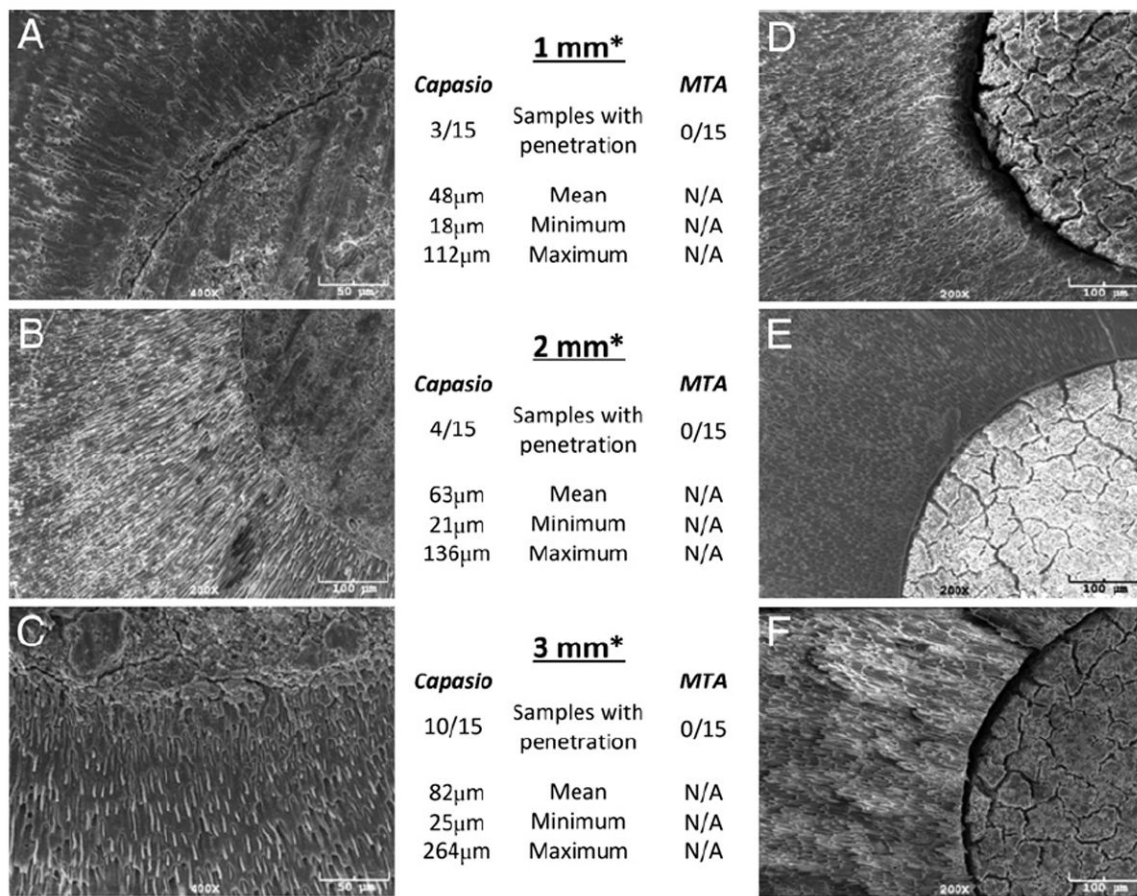 A
400X
50 μm
1 mm*
Capasio
MTA
3/15
Samples with
penetration
0/15
48μm
Mean
N/A
18μm
Minimum
N/A
112μm
Maximum
N/A
D
200X
100 μm
B
200X
100 μm
2 mm*
Capasio
MTA
4/15
Samples with
penetration
0/15
63μm
Mean
N/A
21μm
Minimum
N/A
136μm
Maximum
N/A
E
200X
100 μm
C
400X
50 μm
3 mm*
Capasio
MTA
10/15
Samples with
penetration
0/15
82μm
Mean
N/A
25μm
Minimum
N/A
264μm
Maximum
N/A
F
200X
100 μm